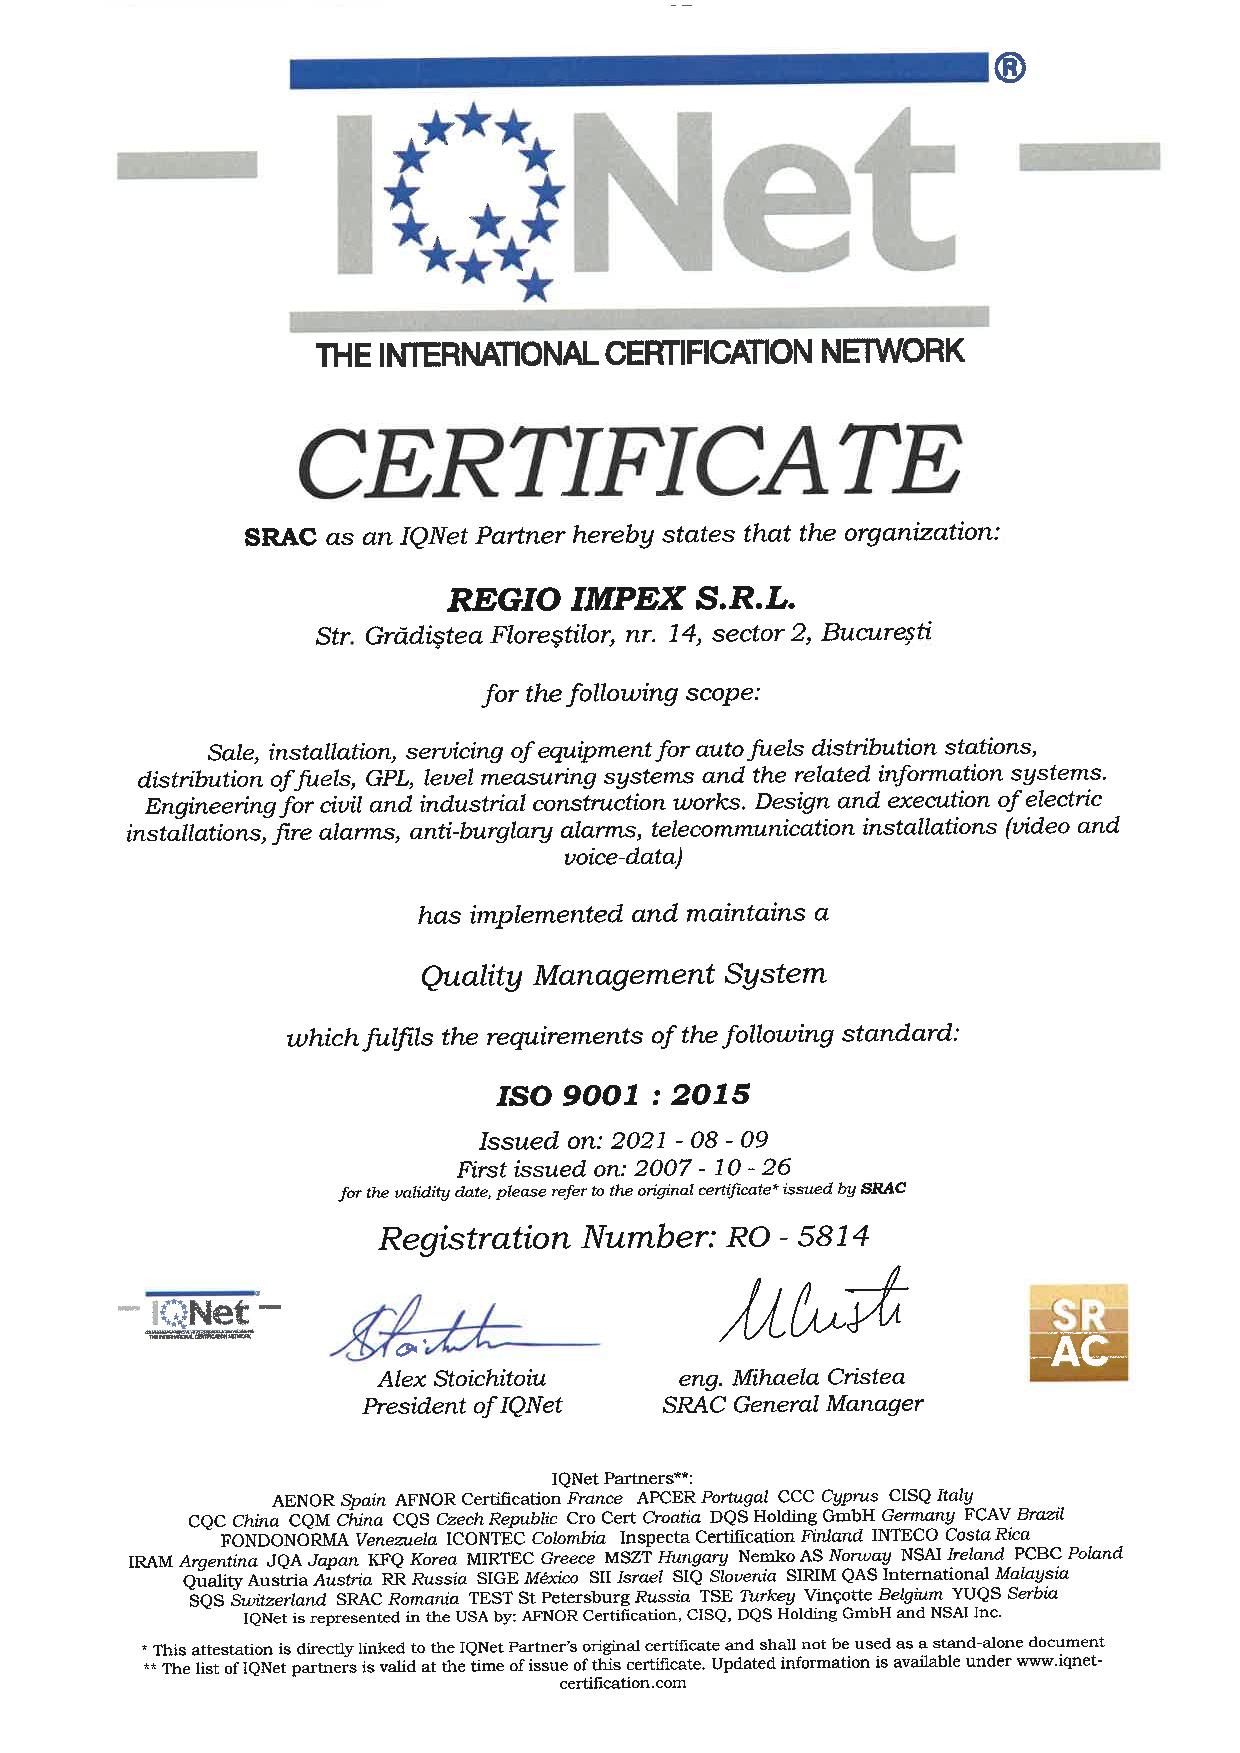 IQNet®
THE INTERNATIONAL CERTIFICATION NETWORK
CERTIFICATE
SRAC as an IQNet Partner hereby states that the organization:
REGIO IMPEX S.R.L.
Str. Grădiştea Floreştilor, nr. 14, sector 2, Bucureşti
for the following scope:
Sale, installation, servicing of equipment for auto fuels distribution stations,
distribution of fuels, GPL, level measuring systems and the related information systems.
Engineering for civil and industrial construction works. Design and execution of electric
installations, fire alarms, anti-burglary alarms, telecommunication installations (video and
voice-data)
has implemented and maintains a
Quality Management System
which fulfils the requirements of the following standard:
ISO 9001 : 2015
Issued on: 2021 - 08 - 09
First issued on: 2007 - 10 - 26
for the validity date, please refer to the original certificate* issued by SRAC
Registration Number: RO - 5814
IQNet
THE INTERNATIONAL CERTIFICATION NETWORK
SR
AC
Alex Stoichitoiu
President of IQNet
eng. Mihaela Cristea
SRAC General Manager
IQNet Partners**:
AENOR Spain AFNOR Certification France APCER Portugal CCC Cyprus CISQ Italy
CQC China CQM China CQS Czech Republic Cro Cert Croatia DQS Holding GmbH Germany FCAV Brazil
FONDONORMA Venezuela ICONTEC Colombia Inspecta Certification Finland INTECO Costa Rica
IRAM Argentina JQA Japan KFQ Korea MIRTEC Greece MSZT Hungary Nemko AS Norway NSAI Ireland PCBC Poland
Quality Austria Austria RR Russia SIGE México SII Israel SIQ Slovenia SIRIM QAS International Malaysia
SQS Switzerland SRAC Romania TEST St Petersburg Russia TSE Turkey Vinçotte Belgium YUQS Serbia
IQNet is represented in the USA by: AFNOR Certification, CISQ, DQS Holding GmbH and NSAI Inc.
* This attestation is directly linked to the IQNet Partner's original certificate and shall not be used as a stand-alone document
** The list of IQNet partners is valid at the time of issue of this certificate. Updated information is available under www.iqnet-
certification.com